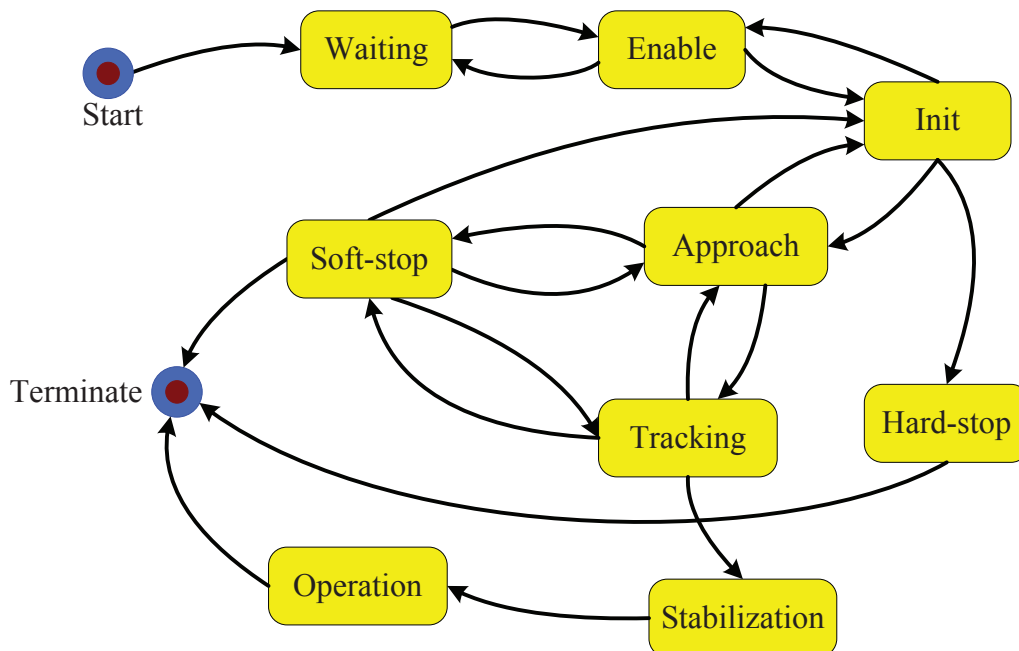 Waiting
Enable
Start
Init
Soft-stop
Approach
Terminate
Tracking
Hard-stop
Operation
Stabilization